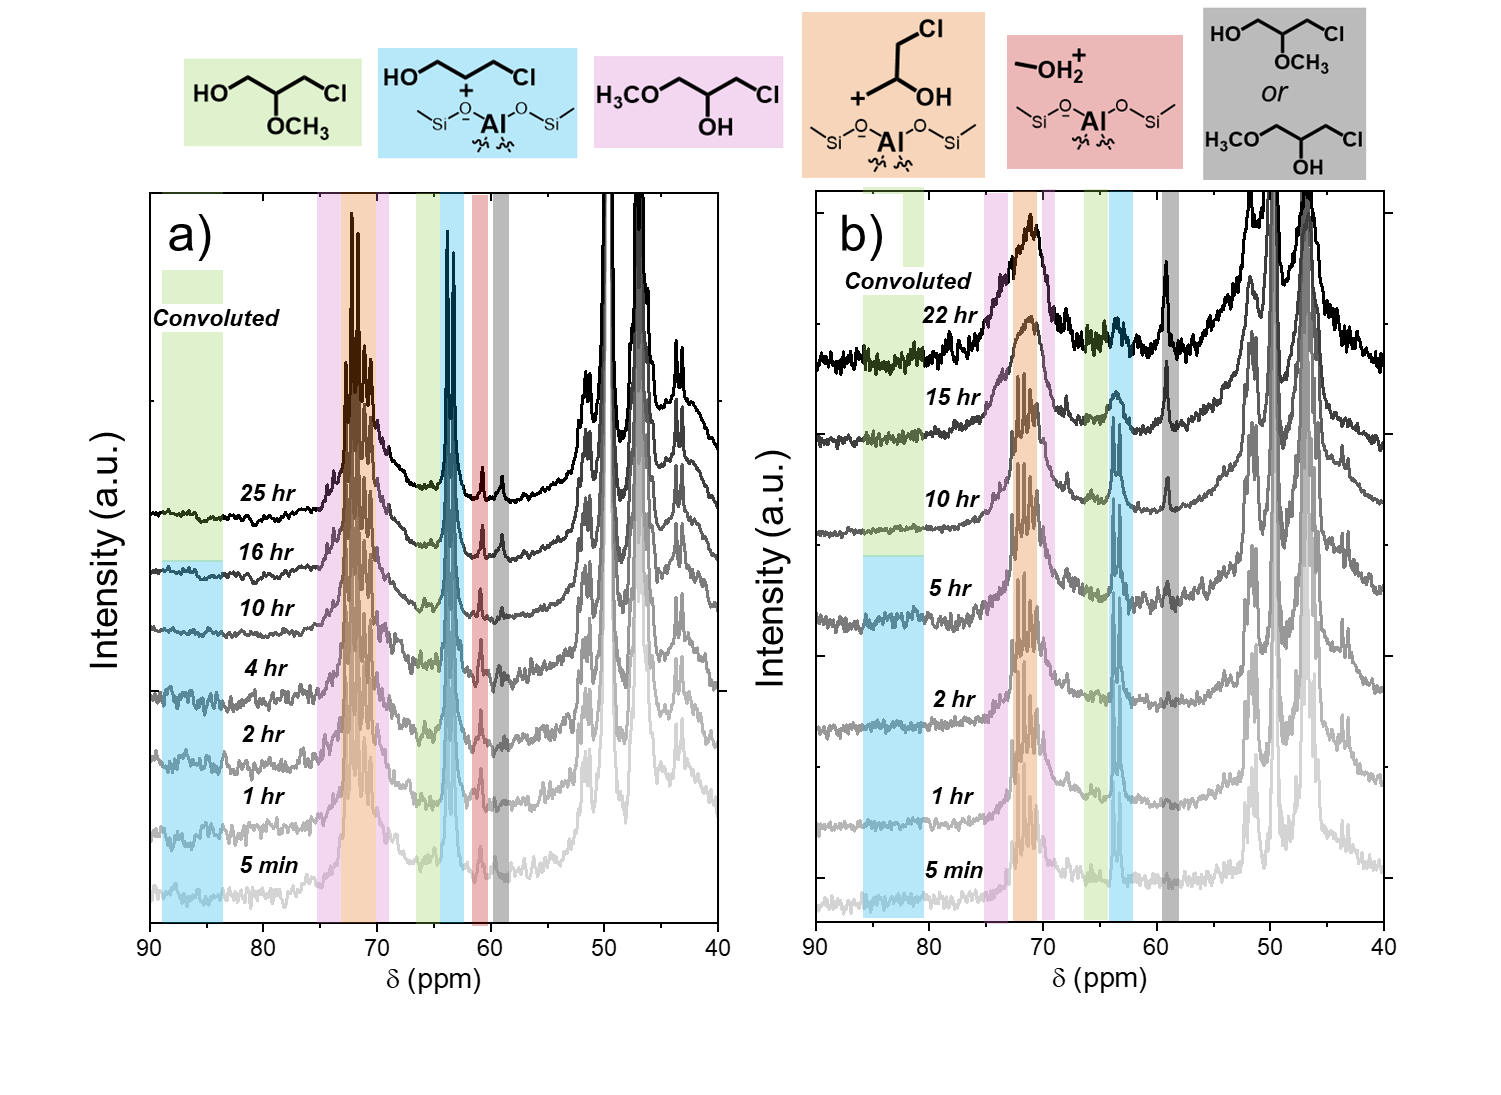 HO Cl
OCH₃
HO Cl
+
Si O Al O Si
−
H₃CO Cl
OH
Cl
+ OH
Si O Al O Si
−
OH₂⁺
Si O Al O Si
−
HO Cl
OCH₃
or
H₃CO Cl
OH
a)
Convoluted
25 hr
16 hr
10 hr
4 hr
2 hr
1 hr
5 min
Intensity (a.u.)
90 80 70 60 50 40
δ (ppm)
b)
Convoluted
22 hr
15 hr
10 hr
5 hr
2 hr
1 hr
5 min
Intensity (a.u.)
90 80 70 60 50 40
δ (ppm)